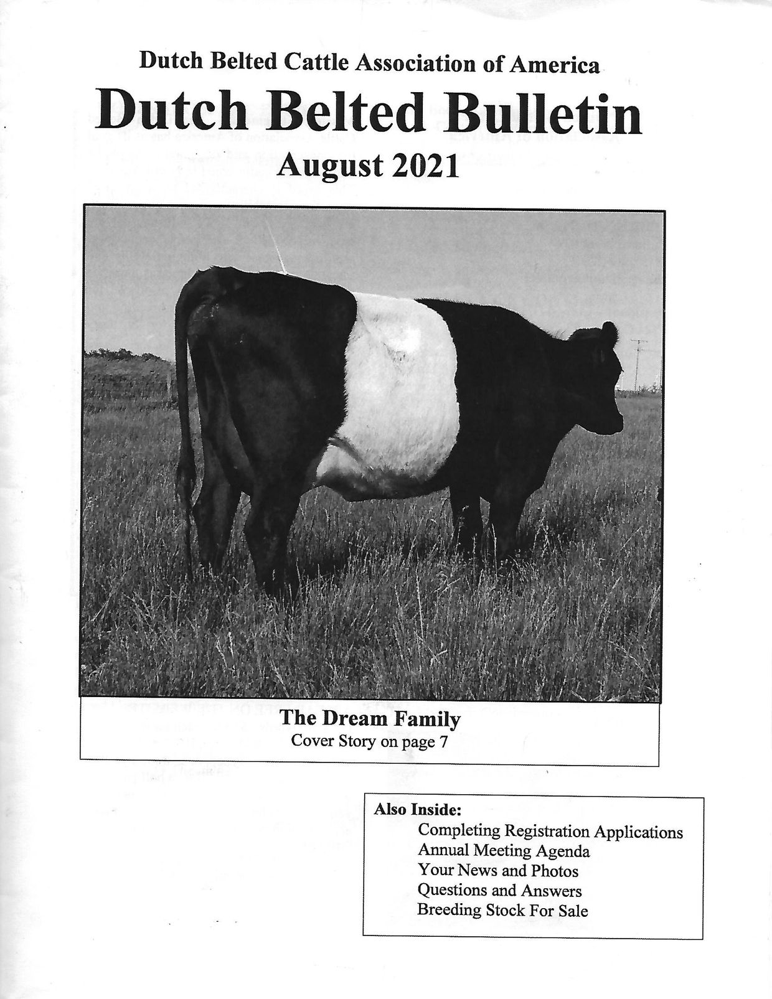 Dutch Belted Cattle Association of America
Dutch Belted Bulletin
August 2021
The Dream Family
Cover Story on page 7
Also Inside:
Completing Registration Applications
Annual Meeting Agenda
Your News and Photos
Questions and Answers
Breeding Stock For Sale